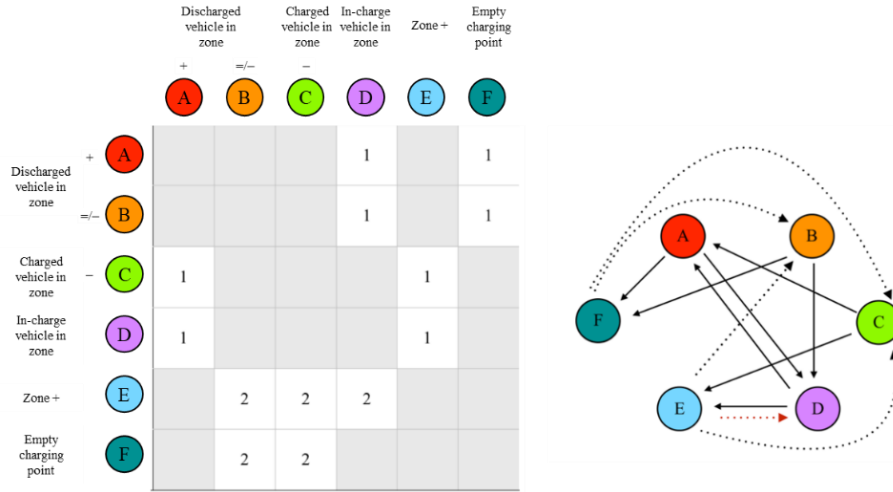 Discharged vehicle in zone
Charged vehicle in zone
In-charge vehicle in zone
Zone +
Empty charging point
+
=/–
–
A
B
C
D
E
F
Discharged vehicle in zone
+
A
1
1
=/–
B
1
1
Charged vehicle in zone
–
C
1
1
In-charge vehicle in zone
D
1
1
Zone +
E
2
2
2
Empty charging point
F
2
2
A
B
F
C
E
D